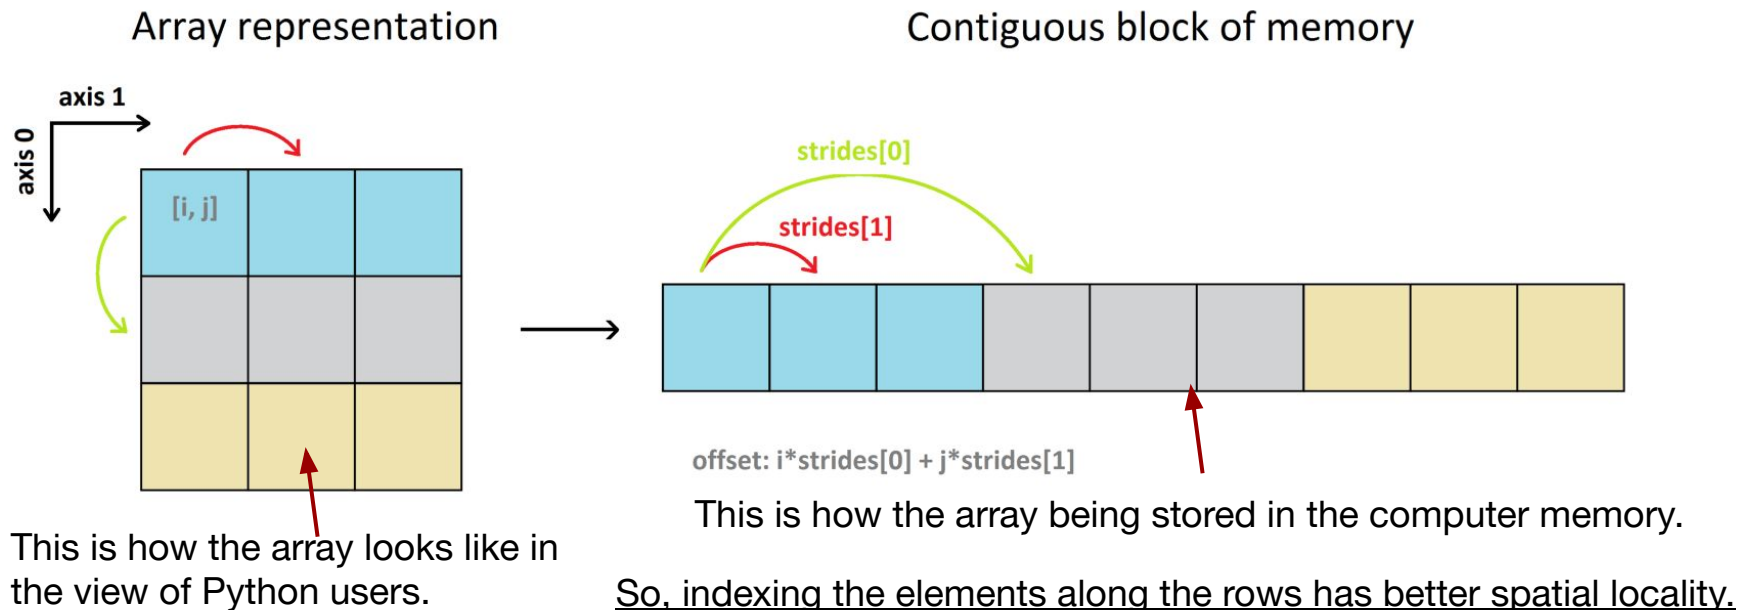 Array representation
Contiguous block of memory
axis 1
axis 0
[i, j]
strides[0]
strides[1]
offset: i*strides[0] + j*strides[1]
This is how the array being stored in the computer memory.
This is how the array looks like in
the view of Python users.
So, indexing the elements along the rows has better spatial locality.